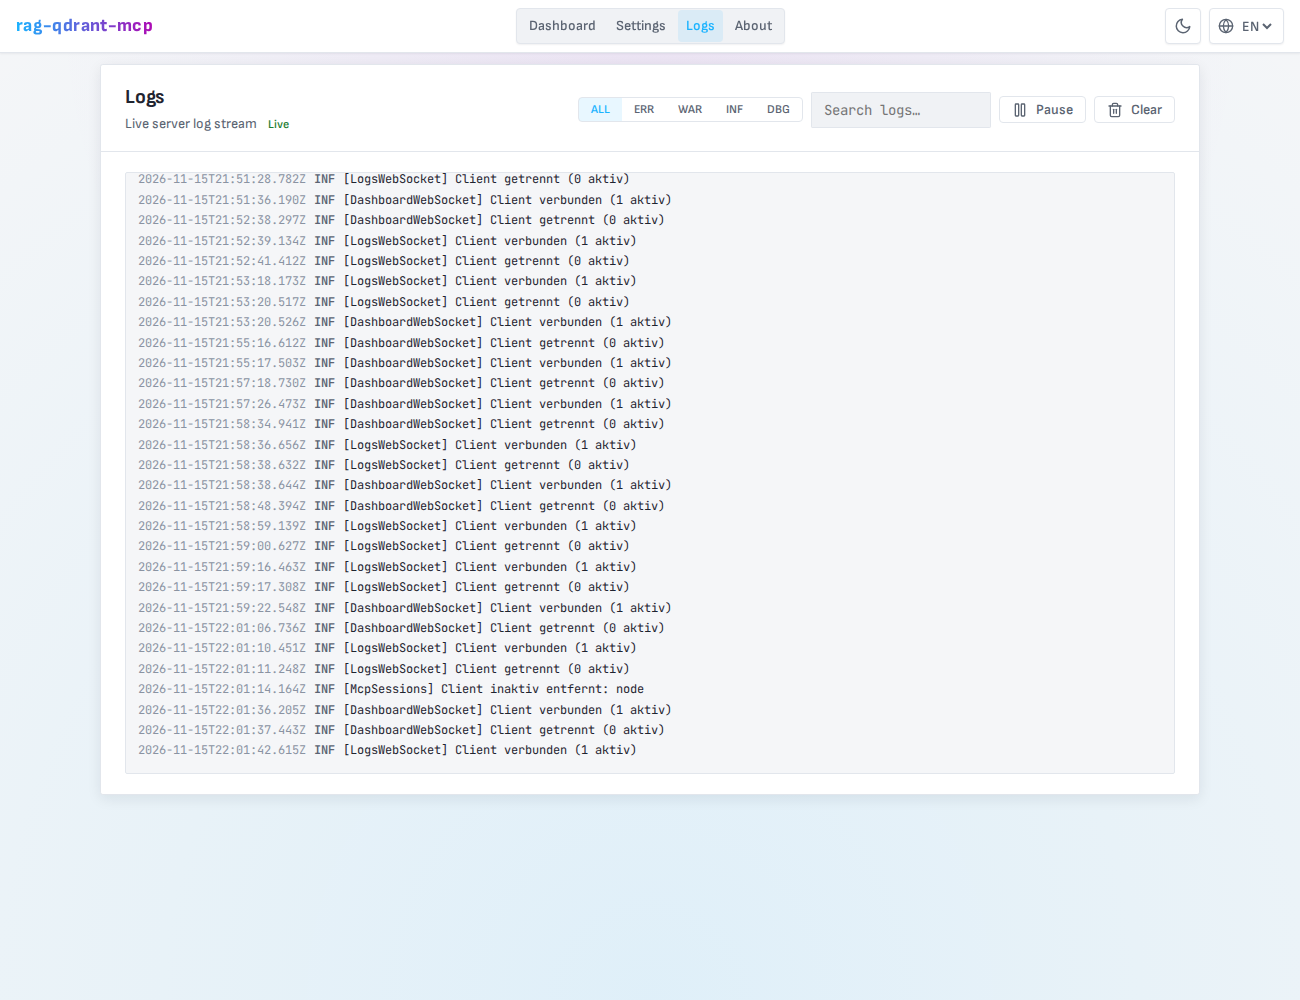 rag-qdrant-mcp
Dashboard Settings Logs About
EN
Logs
Live server log stream Live
ALL ERR WAR INF DBG
Search logs…
Pause
Clear
2026-11-15T21:51:28.782Z INF [LogsWebSocket] Client getrennt (0 aktiv)
2026-11-15T21:51:36.190Z INF [DashboardWebSocket] Client verbunden (1 aktiv)
2026-11-15T21:52:38.297Z INF [DashboardWebSocket] Client getrennt (0 aktiv)
2026-11-15T21:52:39.134Z INF [LogsWebSocket] Client verbunden (1 aktiv)
2026-11-15T21:52:41.412Z INF [LogsWebSocket] Client getrennt (0 aktiv)
2026-11-15T21:53:18.173Z INF [LogsWebSocket] Client verbunden (1 aktiv)
2026-11-15T21:53:20.517Z INF [LogsWebSocket] Client getrennt (0 aktiv)
2026-11-15T21:53:20.526Z INF [DashboardWebSocket] Client verbunden (1 aktiv)
2026-11-15T21:55:16.612Z INF [DashboardWebSocket] Client getrennt (0 aktiv)
2026-11-15T21:55:17.503Z INF [DashboardWebSocket] Client verbunden (1 aktiv)
2026-11-15T21:57:18.730Z INF [DashboardWebSocket] Client getrennt (0 aktiv)
2026-11-15T21:57:26.473Z INF [DashboardWebSocket] Client verbunden (1 aktiv)
2026-11-15T21:58:34.941Z INF [DashboardWebSocket] Client getrennt (0 aktiv)
2026-11-15T21:58:36.656Z INF [LogsWebSocket] Client verbunden (1 aktiv)
2026-11-15T21:58:38.632Z INF [LogsWebSocket] Client getrennt (0 aktiv)
2026-11-15T21:58:38.644Z INF [DashboardWebSocket] Client verbunden (1 aktiv)
2026-11-15T21:58:48.394Z INF [DashboardWebSocket] Client getrennt (0 aktiv)
2026-11-15T21:58:59.139Z INF [LogsWebSocket] Client verbunden (1 aktiv)
2026-11-15T21:59:00.627Z INF [LogsWebSocket] Client getrennt (0 aktiv)
2026-11-15T21:59:16.463Z INF [LogsWebSocket] Client verbunden (1 aktiv)
2026-11-15T21:59:17.308Z INF [LogsWebSocket] Client getrennt (0 aktiv)
2026-11-15T21:59:22.548Z INF [DashboardWebSocket] Client verbunden (1 aktiv)
2026-11-15T22:01:06.736Z INF [DashboardWebSocket] Client getrennt (0 aktiv)
2026-11-15T22:01:10.451Z INF [LogsWebSocket] Client verbunden (1 aktiv)
2026-11-15T22:01:11.248Z INF [LogsWebSocket] Client getrennt (0 aktiv)
2026-11-15T22:01:14.164Z INF [McpSessions] Client inaktiv entfernt: node
2026-11-15T22:01:36.205Z INF [DashboardWebSocket] Client verbunden (1 aktiv)
2026-11-15T22:01:37.443Z INF [DashboardWebSocket] Client getrennt (0 aktiv)
2026-11-15T22:01:42.615Z INF [LogsWebSocket] Client verbunden (1 aktiv)